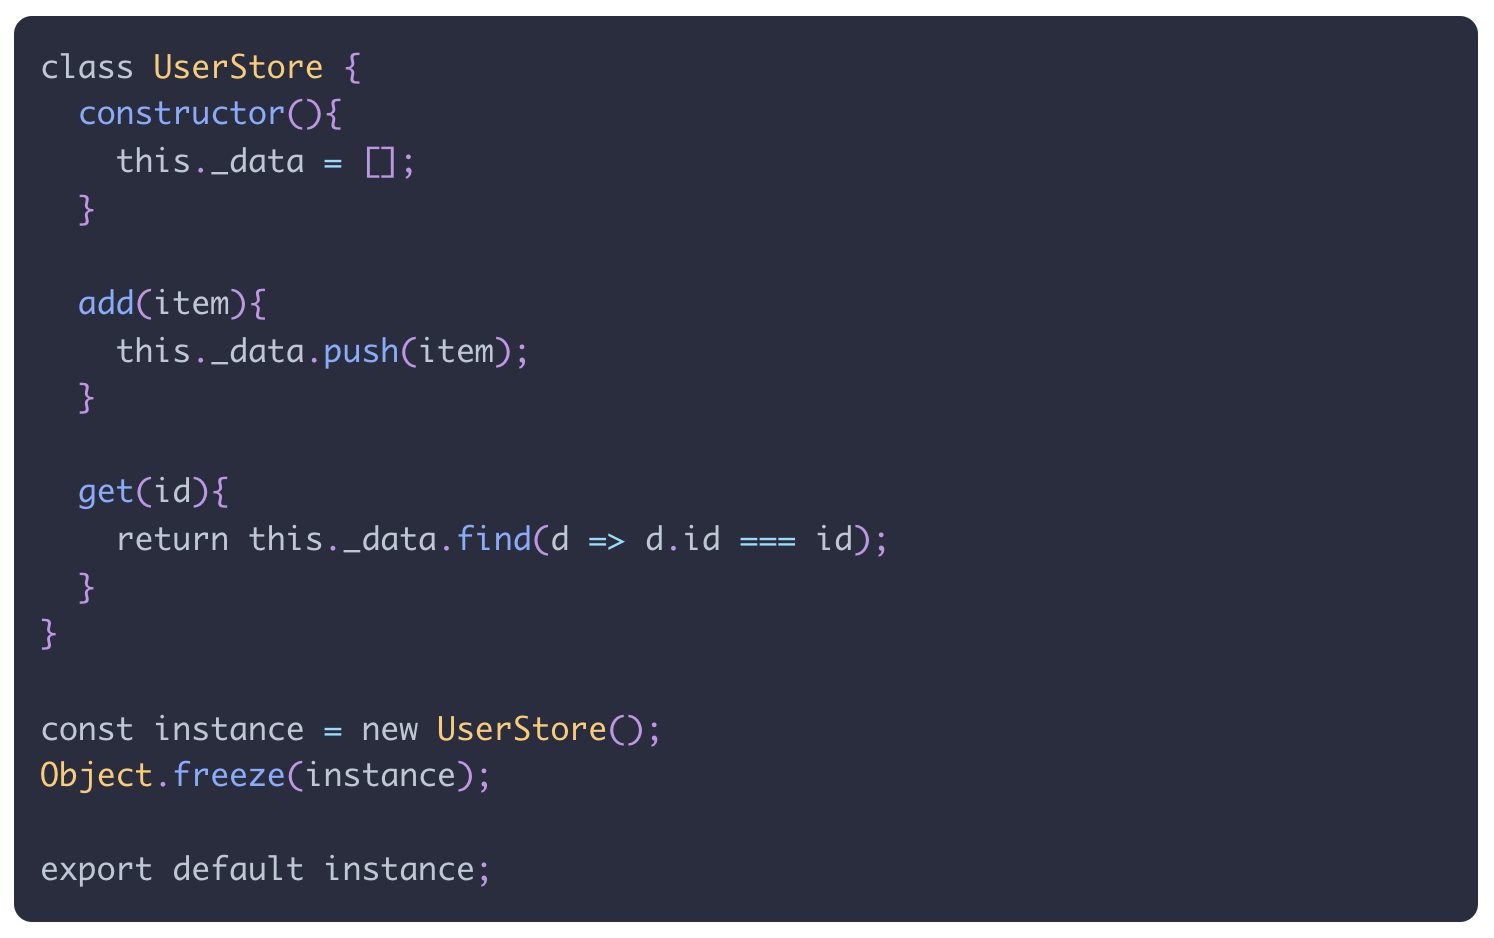 class UserStore {
  constructor(){
    this._data = [];
  }

  add(item){
    this._data.push(item);
  }

  get(id){
    return this._data.find(d => d.id === id);
  }
}

const instance = new UserStore();
Object.freeze(instance);

export default instance;